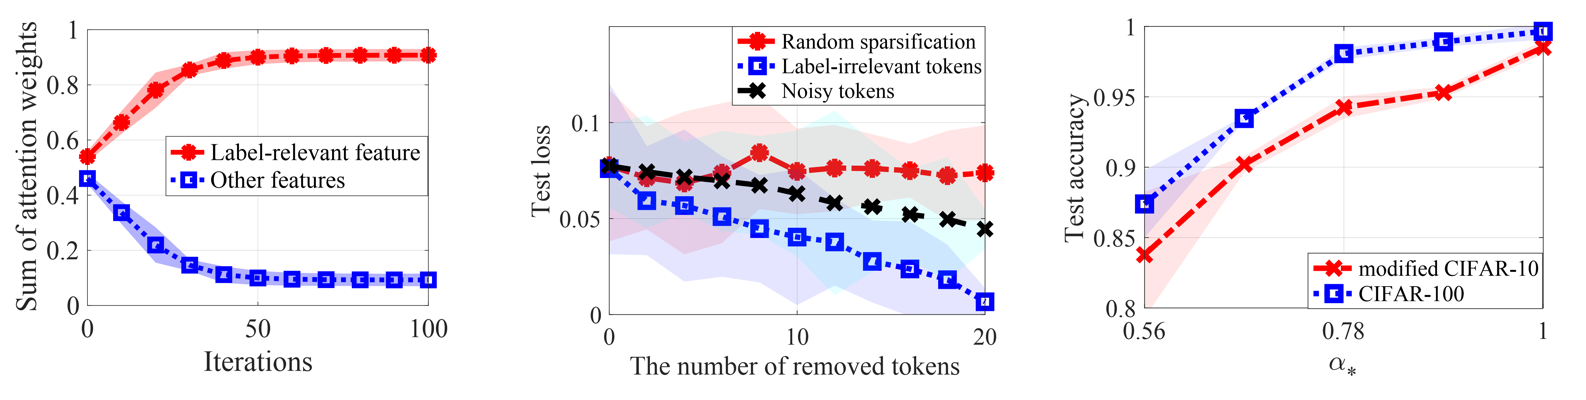 Sum of attention weights
1
0.8
0.6
0.4
0.2
0
0
50
100
Iterations
Label-relevant feature
Other features
Test loss
0.1
0.05
0
0
10
20
The number of removed tokens
Random sparsification
Label-irrelevant tokens
Noisy tokens
Test accuracy
1
0.95
0.9
0.85
0.8
0.56
0.78
1
α*
modified CIFAR-10
CIFAR-100